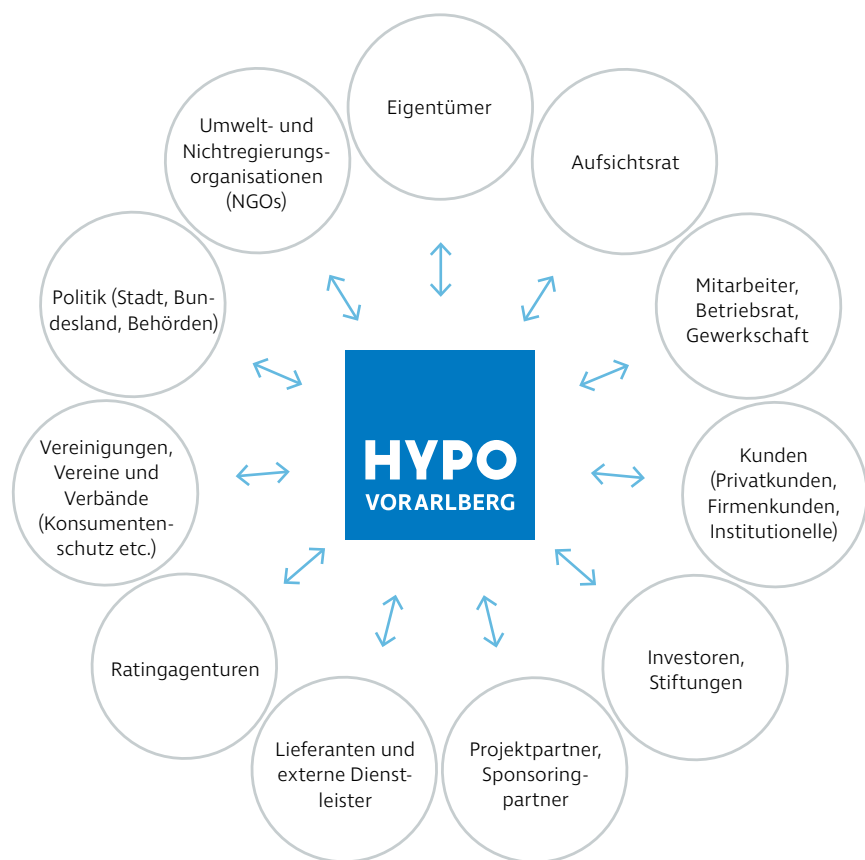 Eigentümer
Aufsichtsrat
Mitarbeiter,
Betriebsrat,
Gewerkschaft
Kunden
(Privatkunden,
Firmenkunden,
Institutionelle)
Investoren,
Stiftungen
Projektpartner,
Sponsoring-
partner
Lieferanten und
externe Dienst-
leister
Ratingagenturen
Vereinigungen,
Vereine und
Verbände
(Konsumenten-
schutz etc.)
Politik (Stadt, Bun-
desland, Behörden)
Umwelt- und
Nichtregierungs-
organisationen
(NGOs)
HYPO
VORARLBERG